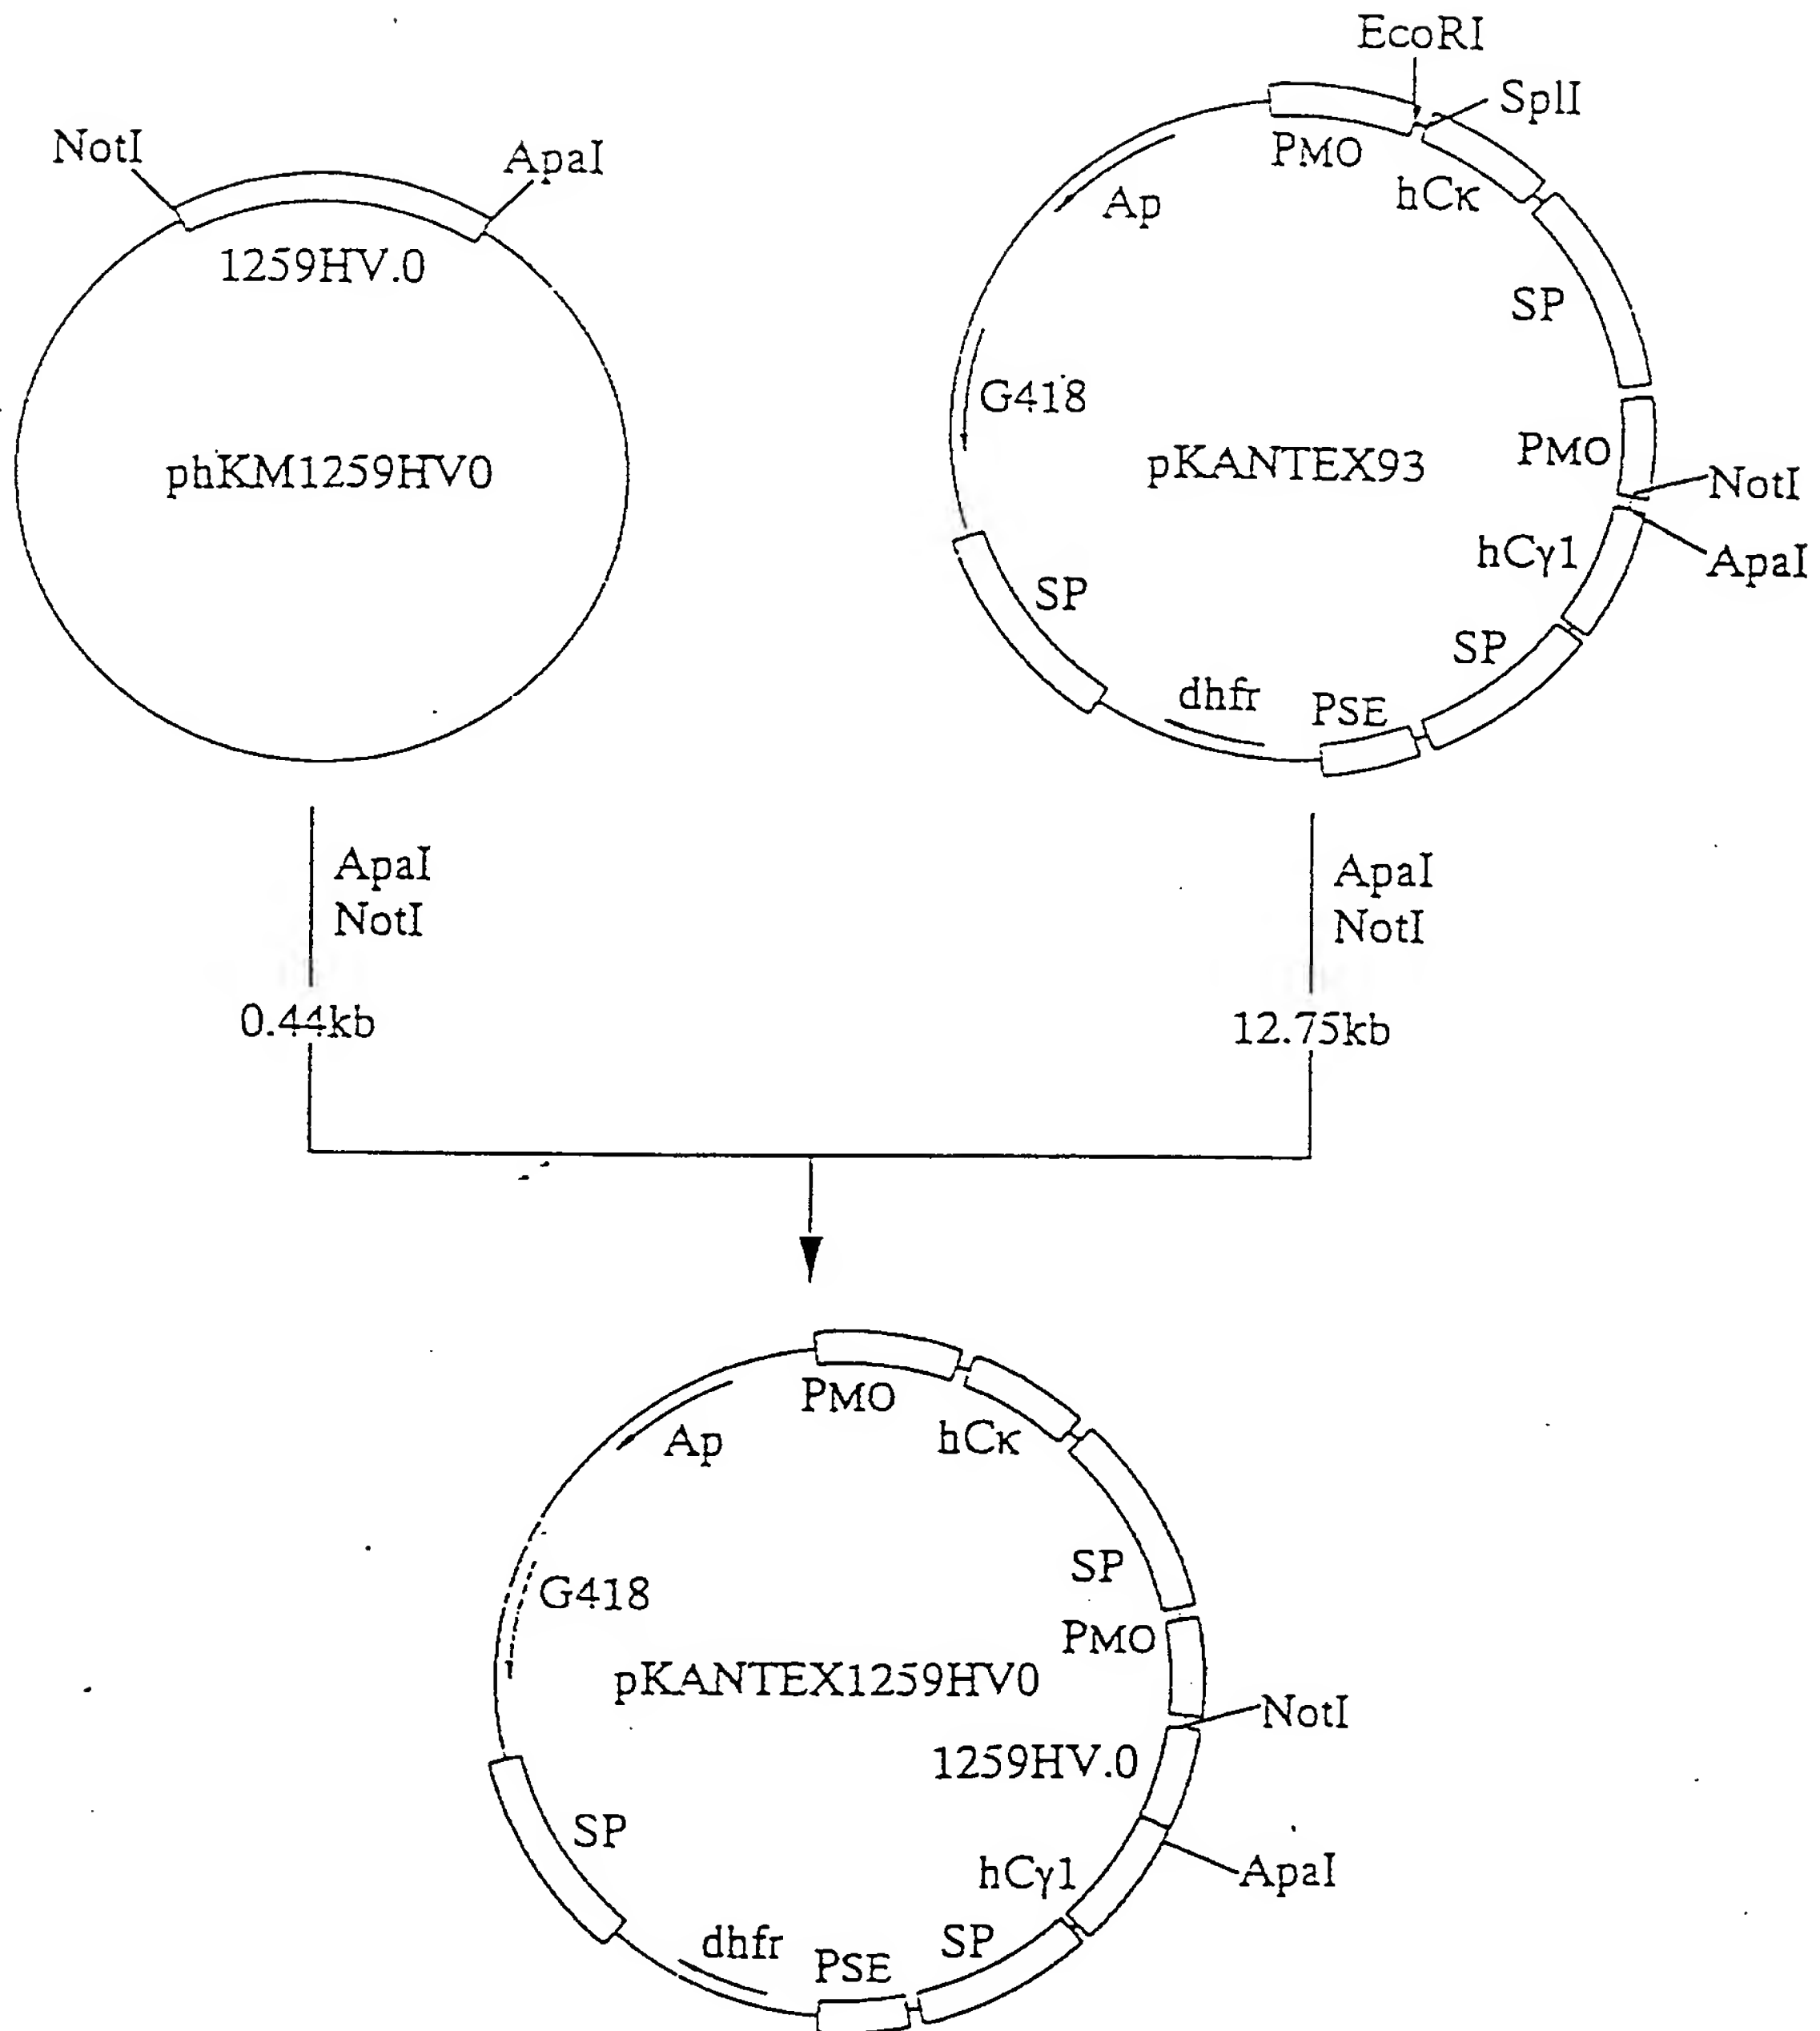 NotI
ApaI
1259HV.0
phKM1259HV0
EcoRI
SplI
PMO
hCκ
Ap
SP
G418
pKANTEX93
PMO
NotI
hCγ1
ApaI
SP
SP
dhfr
PSE
ApaI
NotI
0.44kb
ApaI
NotI
12.75kb
PMO
hCκ
Ap
SP
G418
PMO
pKANTEX1259HV0
NotI
1259HV.0
SP
hCγ1
ApaI
dhfr
PSE
SP